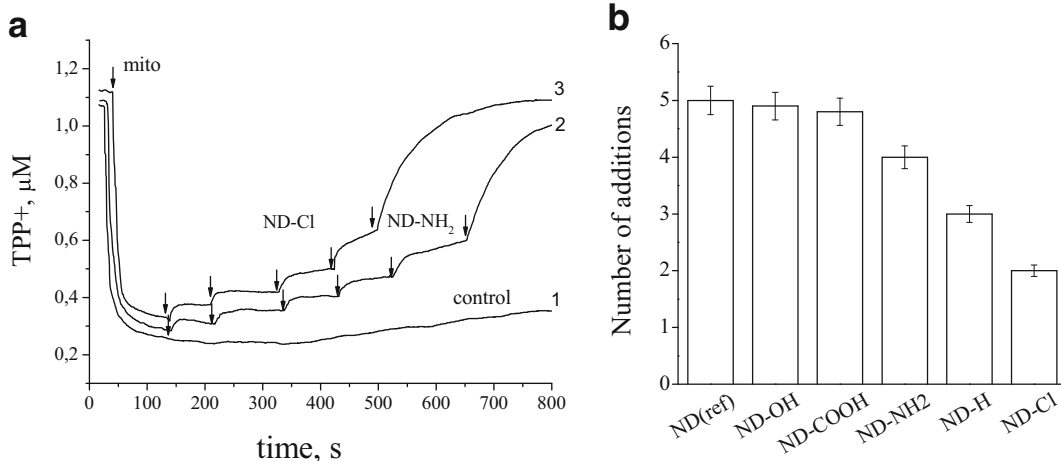 a
mito
1,2
1,0
0,8
0,6
0,4
0,2
TPP+, μM
ND-Cl
ND-NH₂
control
3
2
1
0
100
200
300
400
500
600
700
800
time, s
b
6
5
4
3
2
1
0
Number of additions
ND(ref)
ND-OH
ND-COOH
ND-NH2
ND-H
ND-Cl